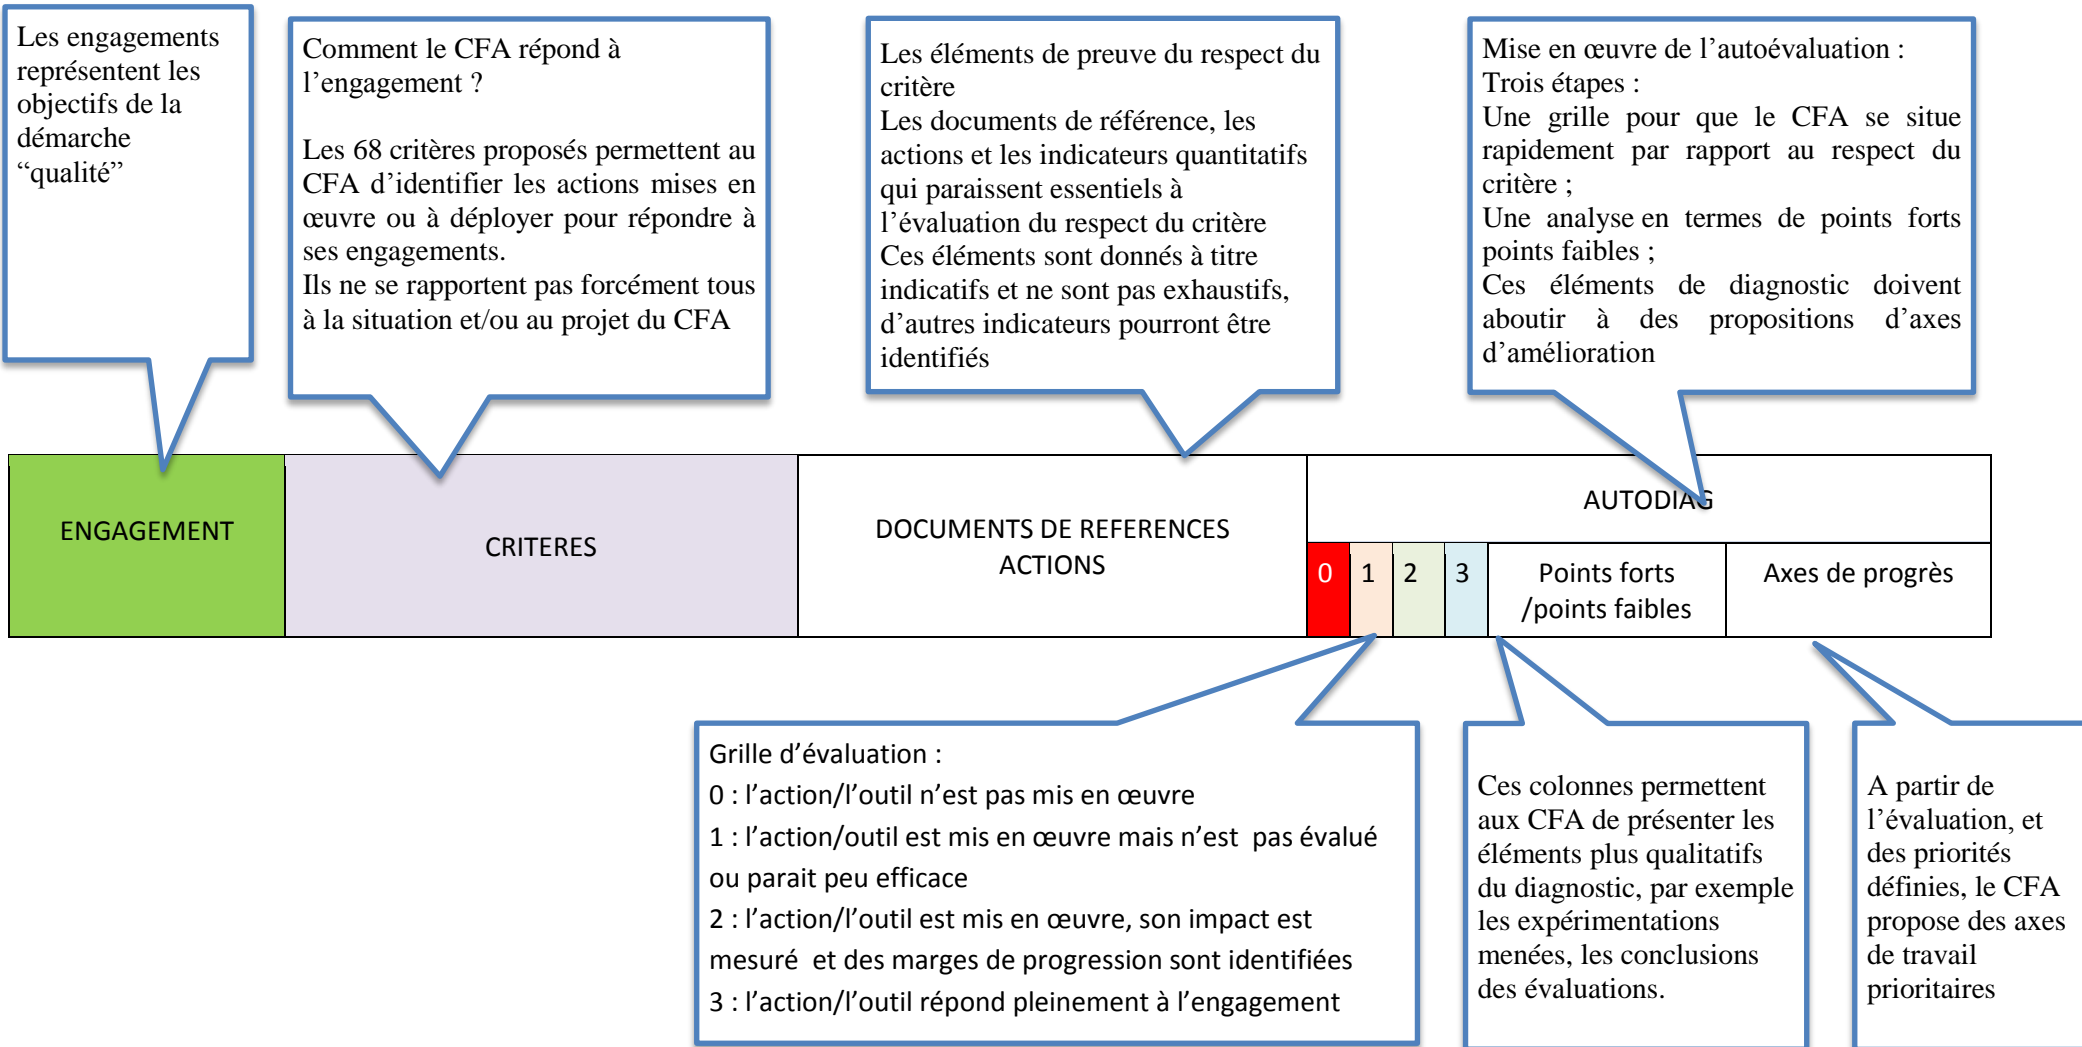 Les engagements
représentent les
objectifs de la
démarche
“qualité”
Comment le CFA répond à
l’engagement ?
Les 68 critères proposés permettent au
CFA d’identifier les actions mises en
œuvre ou à déployer pour répondre à
ses engagements.
Ils ne se rapportent pas forcément tous
à la situation et/ou au projet du CFA
Les éléments de preuve du respect du
critère
Les documents de référence, les
actions et les indicateurs quantitatifs
qui paraissent essentiels à
l’évaluation du respect du critère
Ces éléments sont donnés à titre
indicatifs et ne sont pas exhaustifs,
d’autres indicateurs pourront être
identifiés
Mise en œuvre de l’autoévaluation :
Trois étapes :
Une grille pour que le CFA se situe
rapidement par rapport au respect du
critère ;
Une analyse en termes de points forts
points faibles ;
Ces éléments de diagnostic doivent
aboutir à des propositions d’axes
d’amélioration
ENGAGEMENT
CRITERES
DOCUMENTS DE REFERENCES
ACTIONS
AUTODIAG
0 1 2 3
Points forts
/points faibles
Axes de progrès
Grille d’évaluation :
0 : l’action/l’outil n’est pas mis en œuvre
1 : l’action/outil est mis en œuvre mais n’est  pas évalué
ou parait peu efficace
2 : l’action/l’outil est mis en œuvre, son impact est
mesuré  et des marges de progression sont identifiées
3 : l’action/l’outil répond pleinement à l’engagement
Ces colonnes permettent
aux CFA de présenter les
éléments plus qualitatifs
du diagnostic, par exemple
les expérimentations
menées, les conclusions
des évaluations.
A partir de
l’évaluation, et
des priorités
définies, le CFA
propose des axes
de travail
prioritaires